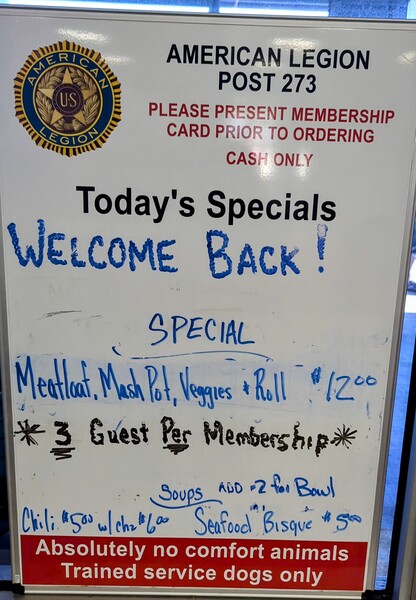 AMERICAN
US
LEGION
AMERICAN LEGION
POST 273
PLEASE PRESENT MEMBERSHIP
CARD PRIOR TO ORDERING
CASH ONLY
Today's Specials
WELCOME BACK!
SPECIAL
Meatloaf, Mash Pot, Veggies & Roll $12.00
* 3 Guest Per Membership *
Soups ADD $2 for Bowl
Chili $5.00 w/chz $6.00 Seafood Bisque $5.00
Absolutely no comfort animals
Trained service dogs only